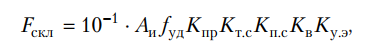 F_скл = 10⁻¹ · A_и f_уд K_пр K_т.с K_п.с K_в K_у.э,